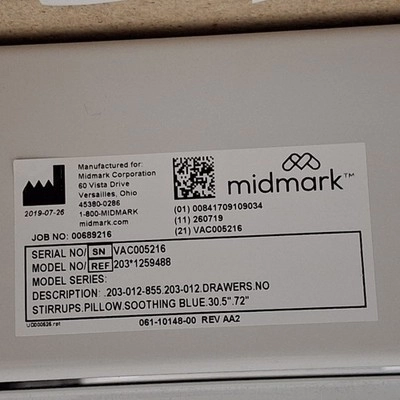 Manufactured for:
Midmark Corporation
60 Vista Drive
Versailles, Ohio
45380-0286
1-800-MIDMARK
midmark.com
2019-07-26
midmark™
(01) 00841709109034
(11) 260719
(21) VAC005216
JOB NO: 00689216
SERIAL NO/ SN VAC005216
MODEL NO/ REF 203*1259488
MODEL SERIES:
DESCRIPTION: .203-012-855.203-012.DRAWERS.NO
STIRRUPS.PILLOW.SOOTHING BLUE.30.5".72"
UDD00525.rpt
061-10148-00 REV AA2